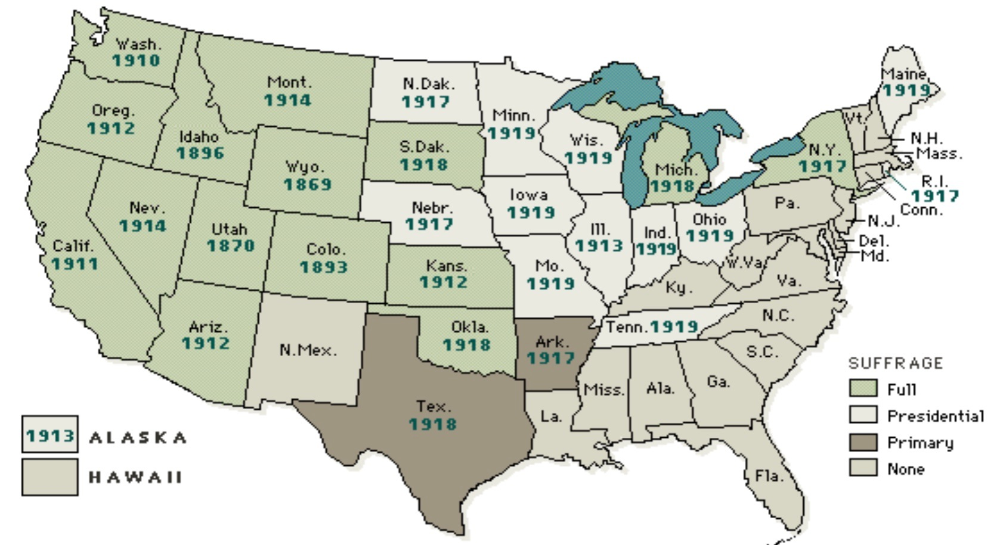 Wash.
1910
Oreg.
1912
Calif.
1911
Idaho
1896
Nev.
1914
Mont.
1914
Wyo.
1869
Utah
1870
Colo.
1893
Ariz.
1912
N.Mex.
N.Dak.
1917
S.Dak.
1918
Nebr.
1917
Kans.
1912
Okla.
1918
Tex.
1918
Minn.
1919
Iowa
1919
Mo.
1919
Ark.
1917
La.
Wis.
1919
Ill.
1913
Mich.
1918
Ind.
1919
Ohio
1919
Ky.
Tenn. 1919
Miss.
Ala.
Ga.
Fla.
S.C.
N.C.
Va.
W.Va.
Pa.
N.Y.
1917
Vt.
Maine
1919
N.H.
Mass.
R.I.
1917
Conn.
N.J.
Del.
Md.
1913 ALASKA
HAWAII
SUFFRAGE
Full
Presidential
Primary
None